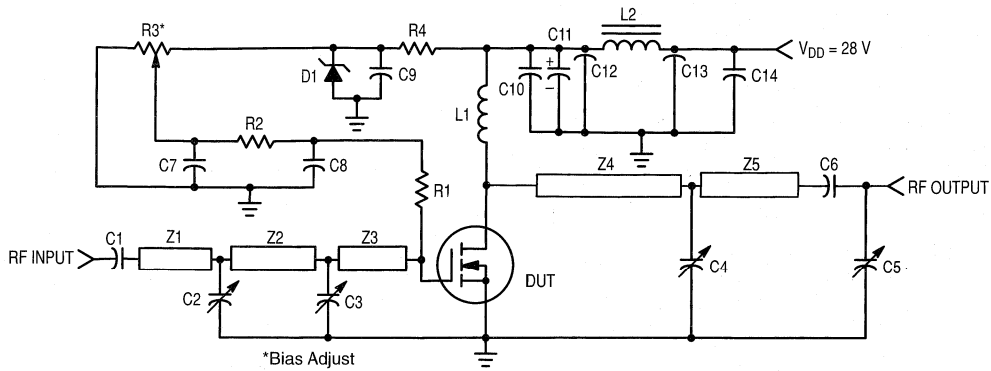 L2
R3*
R4
C11
V_DD = 28 V
D1
C9
C10
+
–
C12
C13
C14
L1
R2
C7
C8
R1
Z4
Z5
C6
RF OUTPUT
C1
Z1
Z2
Z3
RF INPUT
C2
C3
DUT
C4
C5
*Bias Adjust